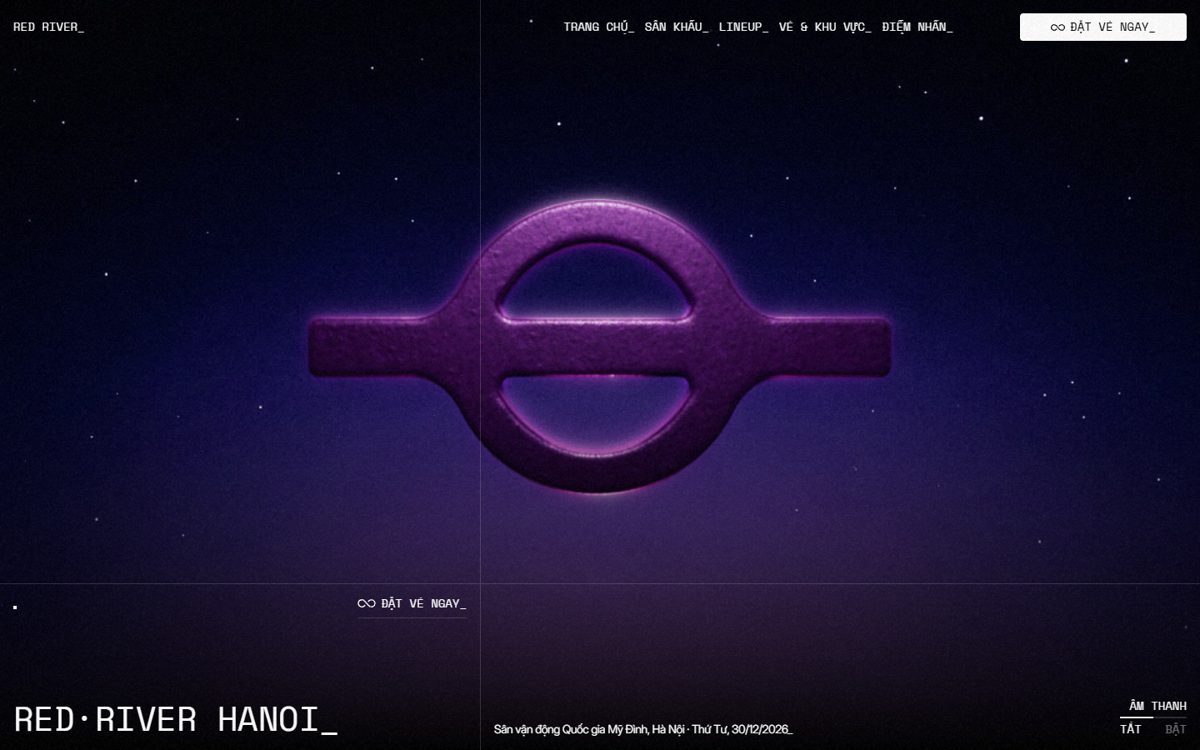 RED RIVER_
TRANG CHỦ_ SÂN KHẤU_ LINEUP_ VÉ & KHU VỰC_ ĐIỂM NHẤN_
ĐẶT VÉ NGAY_
ĐẶT VÉ NGAY_
RED·RIVER HANOI_
Sân vận động Quốc gia Mỹ Đình, Hà Nội · Thứ Tư, 30/12/2026_
ÂM THANH
TẮT BẬT